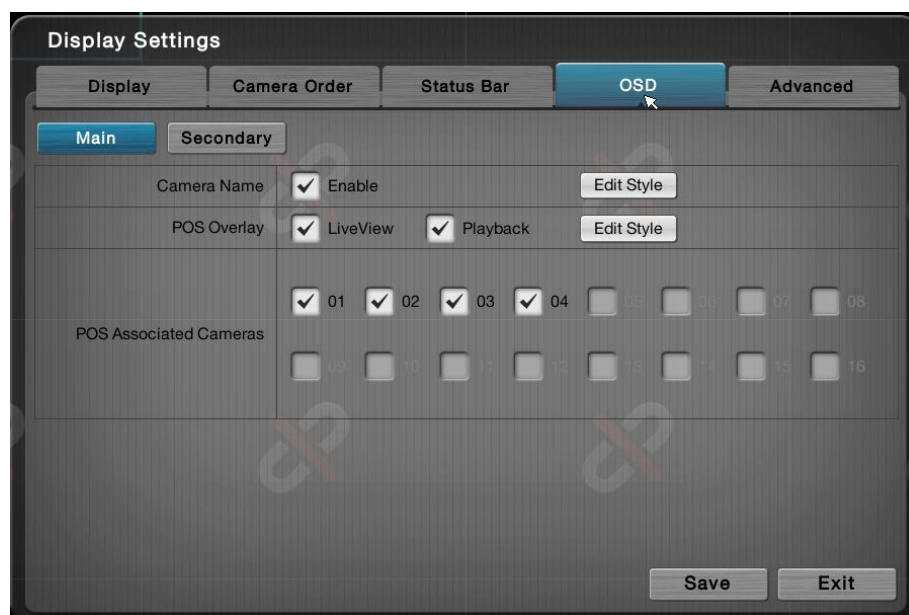 Display Settings
Display Camera Order Status Bar OSD Advanced
Main Secondary
Camera Name Enable Edit Style
POS Overlay LiveView Playback Edit Style
POS Associated Cameras
01 02 03 04 05 06 07 08
09 10 11 12 13 14 15 16
Save Exit